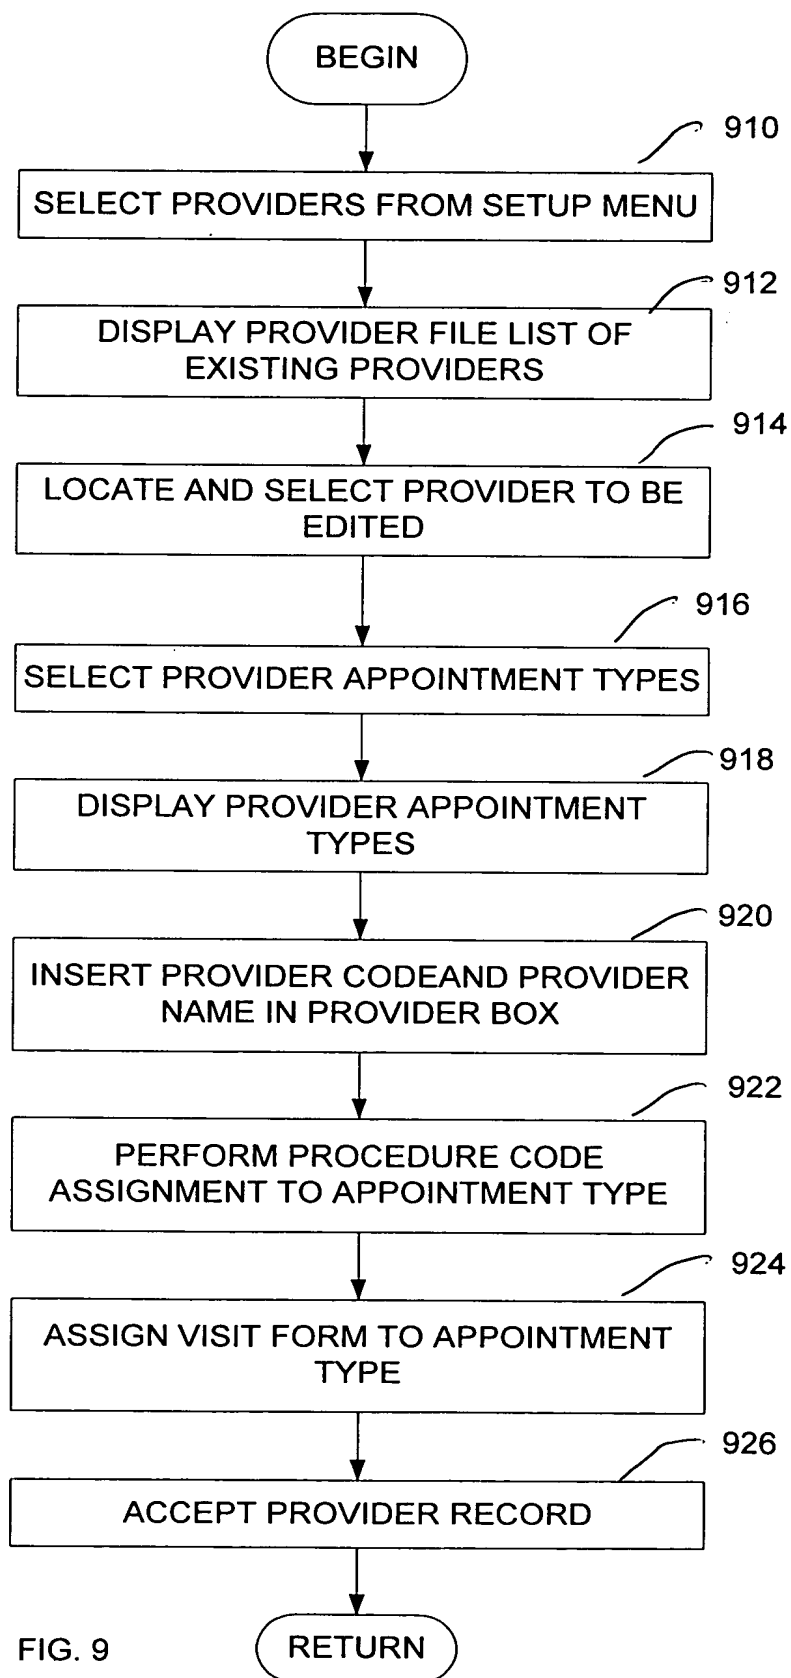 BEGIN
910
SELECT PROVIDERS FROM SETUP MENU
912
DISPLAY PROVIDER FILE LIST OF
EXISTING PROVIDERS
914
LOCATE AND SELECT PROVIDER TO BE
EDITED
916
SELECT PROVIDER APPOINTMENT TYPES
918
DISPLAY PROVIDER APPOINTMENT
TYPES
920
INSERT PROVIDER CODEAND PROVIDER
NAME IN PROVIDER BOX
922
PERFORM PROCEDURE CODE
ASSIGNMENT TO APPOINTMENT TYPE
924
ASSIGN VISIT FORM TO APPOINTMENT
TYPE
926
ACCEPT PROVIDER RECORD
RETURN
FIG. 9